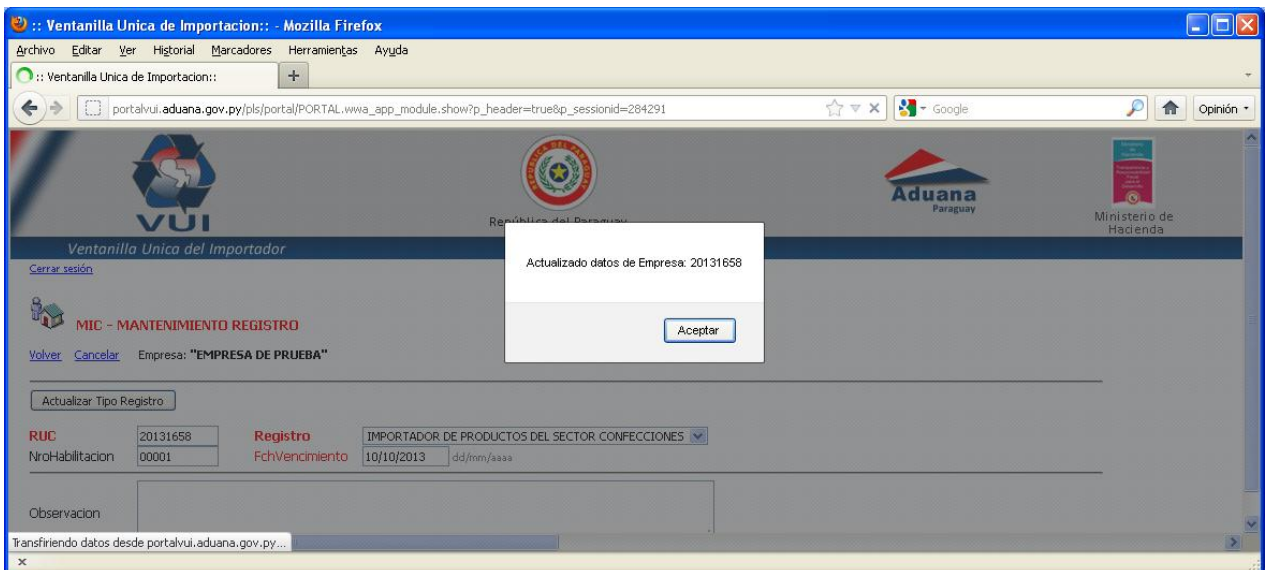 :: Ventanilla Unica de Importacion:: - Mozilla Firefox
Archivo Editar Ver Historial Marcadores Herramientas Ayuda
:: Ventanilla Unica de Importacion:: +
portalvui.aduana.gov.py/pls/portal/PORTAL.wwa_app_module.show?p_header=true&p_sessionid=284291 Google Opinión
VUI
República del Paraguay
Aduana
Paraguay
Ministerio de
Hacienda
Ventanilla Unica del Importador
Cerrar sesión
Actualizado datos de Empresa: 20131658
Aceptar
MIC - MANTENIMIENTO REGISTRO
Volver Cancelar Empresa: "EMPRESA DE PRUEBA"
Actualizar Tipo Registro
RUC 20131658 Registro IMPORTADOR DE PRODUCTOS DEL SECTOR CONFECCIONES
NroHabilitacion 00001 FchVencimiento 10/10/2013 dd/mm/aaaa
Observacion
Transfiriendo datos desde portalvui.aduana.gov.py...
x